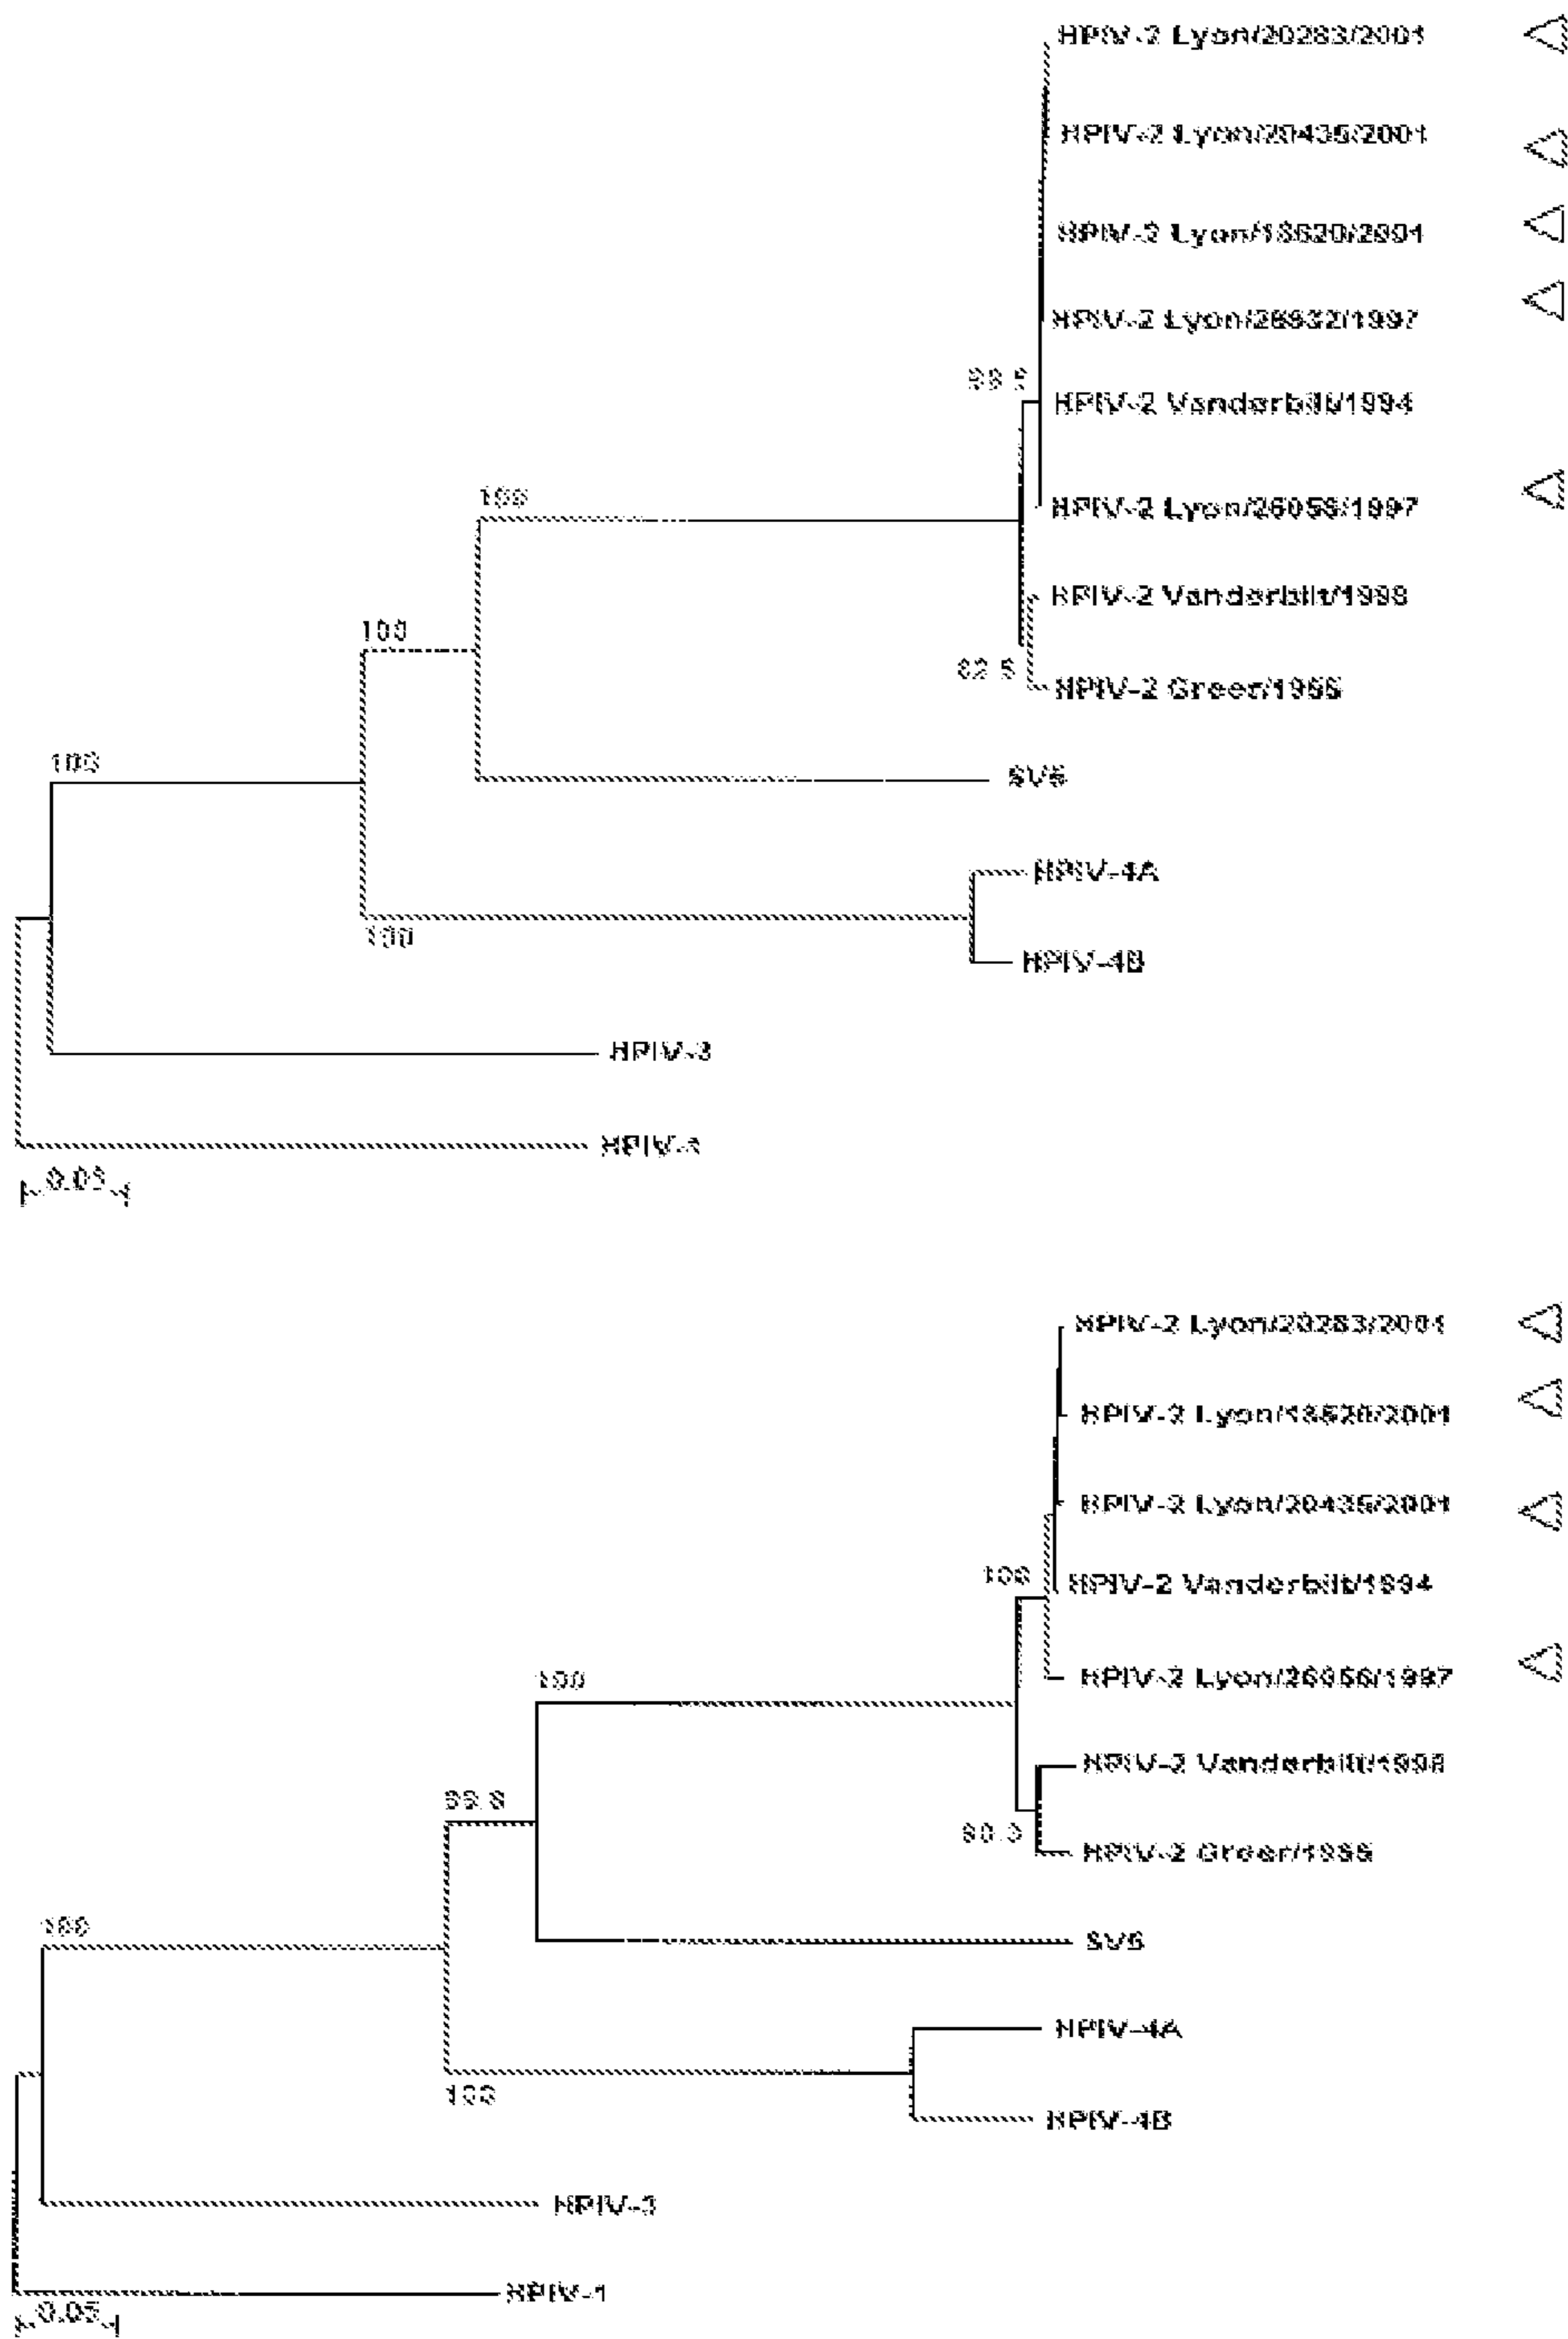 HPIV-2 Lyon/20283/2001
HPIV-2 Lyon/20435/2001
HPIV-2 Lyon/18620/2001
HPIV-2 Lyon/26932/1997
HPIV-2 Vanderbilt/1994
HPIV-2 Lyon/26056/1997
HPIV-2 Vanderbilt/1998
82.5
HPIV-2 Greer/1955
100
100
100
SV5
HPIV-4A
100
HPIV-4B
HPIV-3
HPIV-1
0.05
HPIV-2 Lyon/20283/2001
HPIV-2 Lyon/18620/2001
HPIV-2 Lyon/20435/2001
100
HPIV-2 Vanderbilt/1994
HPIV-2 Lyon/26056/1997
100
HPIV-2 Vanderbilt/1998
99.8
HPIV-2 Greer/1955
100
SV5
HPIV-4A
100
HPIV-4B
HPIV-3
HPIV-1
0.05